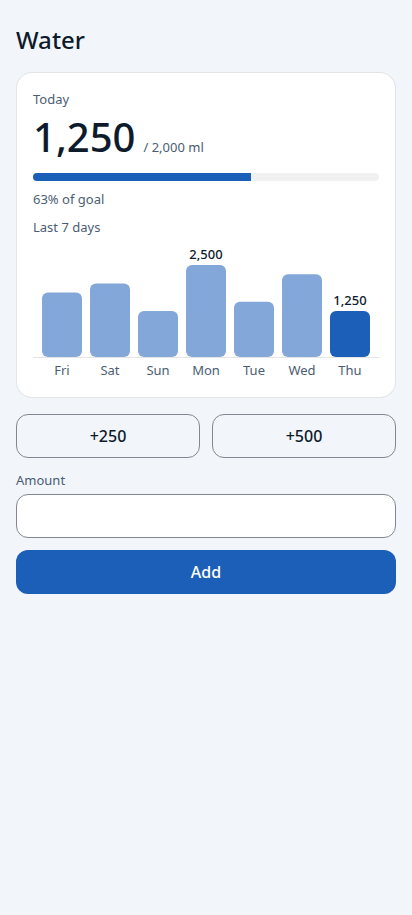 Water
Today
1,250 / 2,000 ml
63% of goal
Last 7 days
2,500
1,250
Fri Sat Sun Mon Tue Wed Thu
+250 +500
Amount
Add